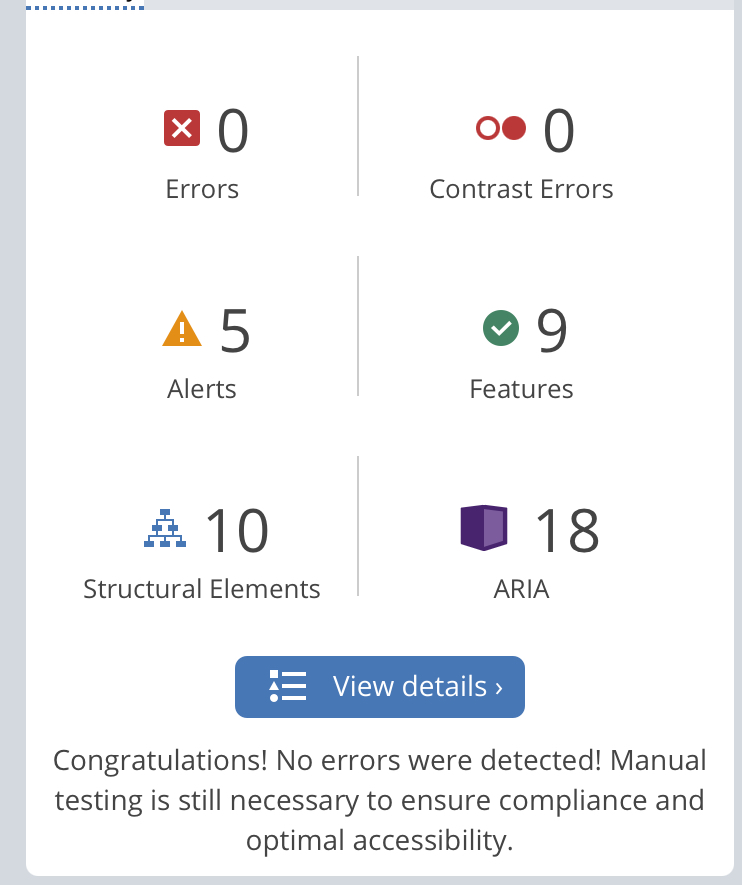 0
Errors
0
Contrast Errors
5
Alerts
9
Features
10
Structural Elements
18
ARIA
View details ›
Congratulations! No errors were detected! Manual
testing is still necessary to ensure compliance and
optimal accessibility.